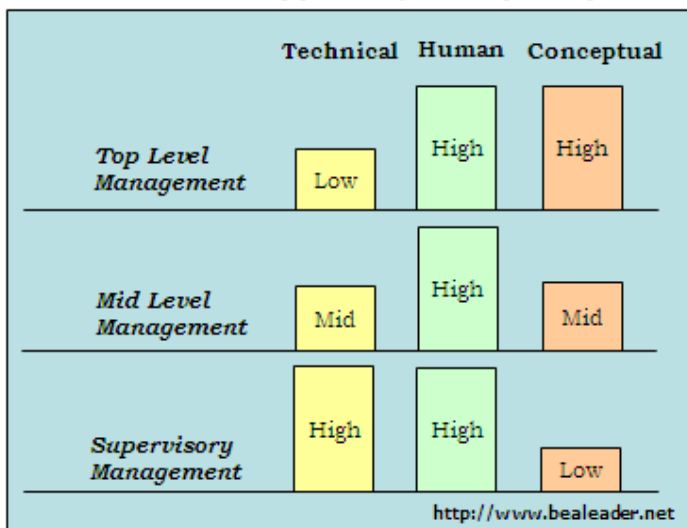 Technical Human Conceptual
Top Level
Management
Low
High
High
Mid Level
Management
Mid
High
Mid
Supervisory
Management
High
High
Low
http://www.bealeader.net